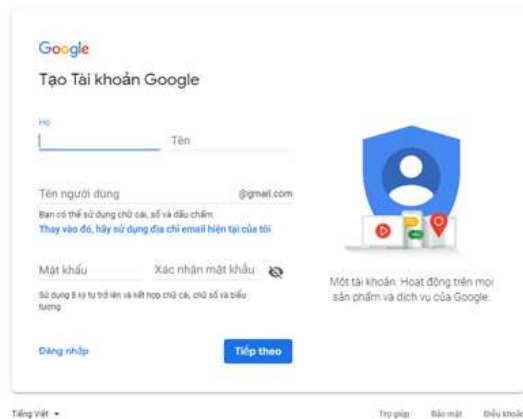 Google
Tạo Tài khoản Google
Họ
Tên
Tên người dùng @gmail.com
Bạn có thể sử dụng chữ cái, số và dấu chấm
Thay vào đó, hãy sử dụng địa chỉ email hiện tại của tôi
Mật khẩu Xác nhận mật khẩu
Sử dụng 8 ký tự trở lên và kết hợp chữ cái, chữ số và biểu
tượng
Một tài khoản. Hoạt động trên mọi
sản phẩm và dịch vụ của Google.
Đăng nhập Tiếp theo
Tiếng Việt Trợ giúp Bảo mật Điều khoản